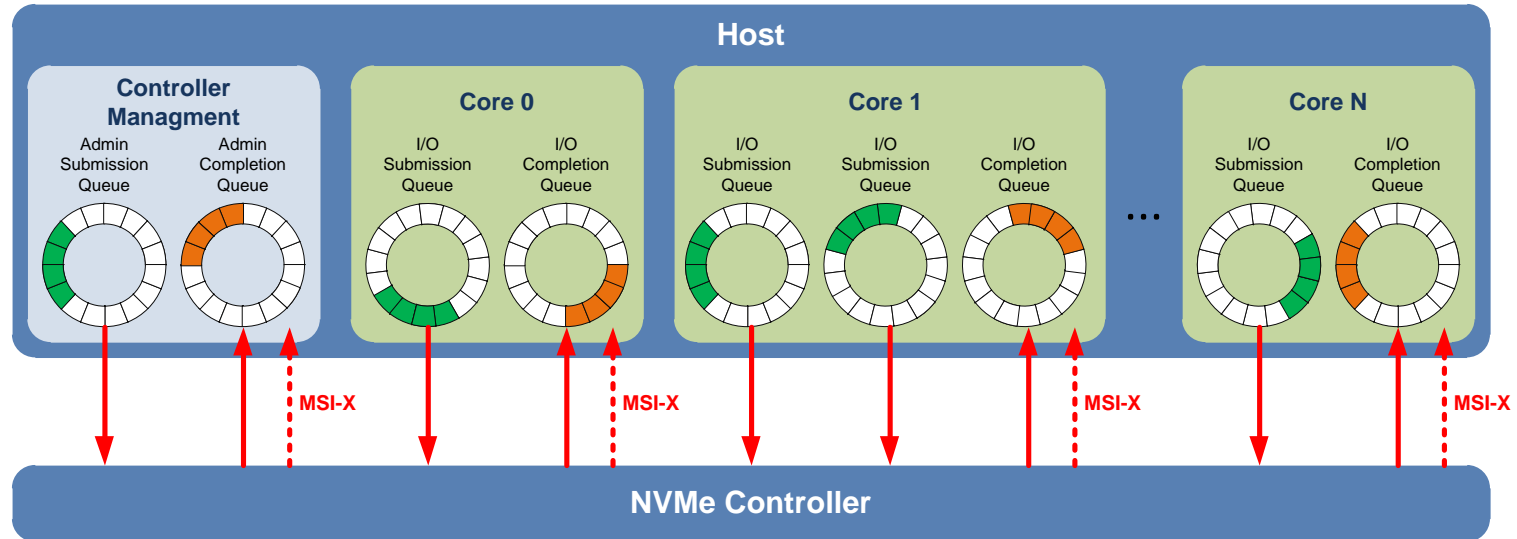 Host
Controller
Managment
Admin
Submission
Queue
Admin
Completion
Queue
Core 0
I/O
Submission
Queue
I/O
Completion
Queue
Core 1
I/O
Submission
Queue
I/O
Submission
Queue
I/O
Completion
Queue
...
Core N
I/O
Submission
Queue
I/O
Completion
Queue
MSI-X
MSI-X
MSI-X
MSI-X
NVMe Controller